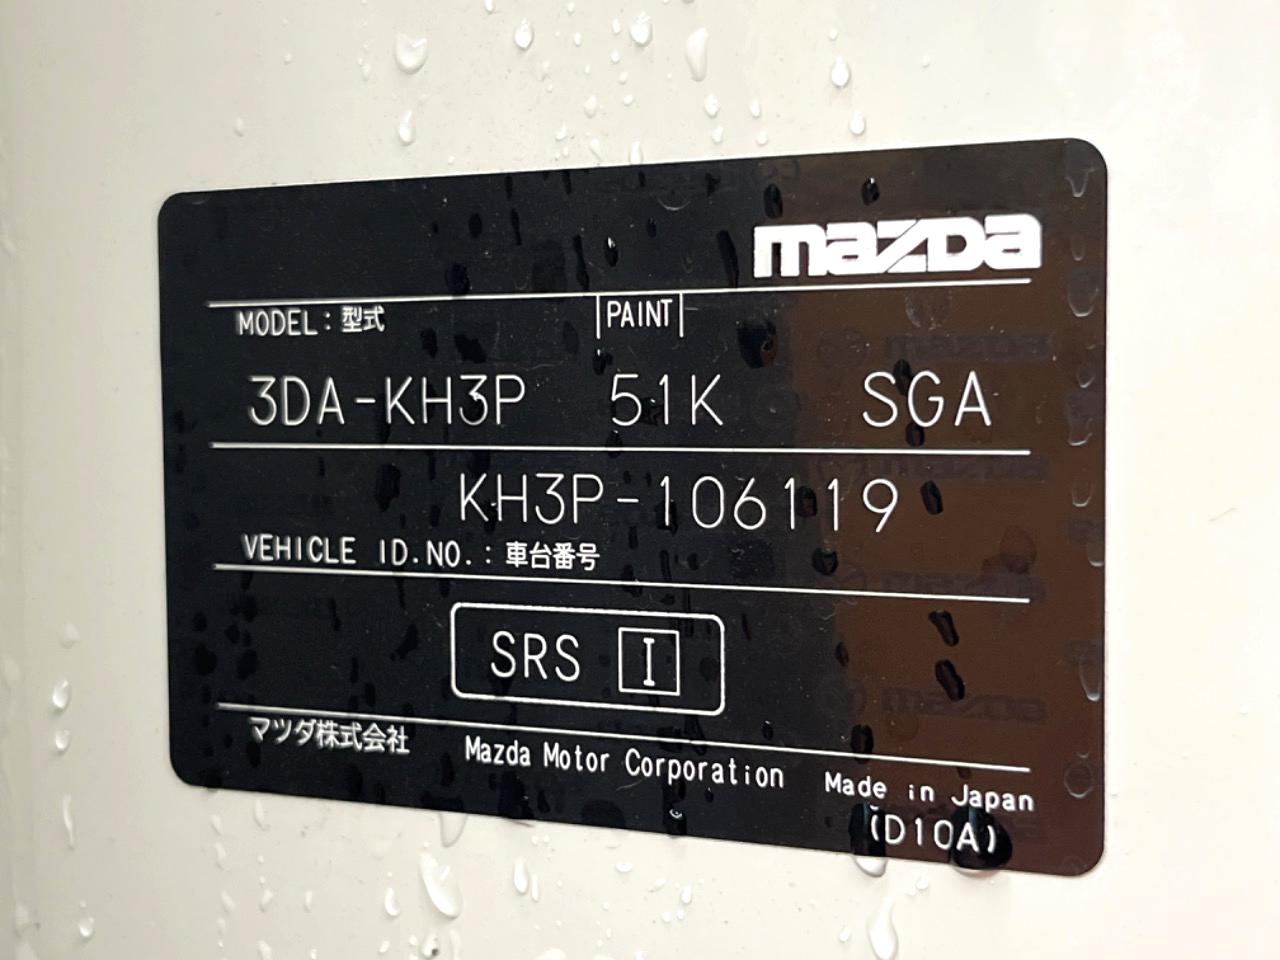 mazda
MODEL：型式 PAINT
3DA-KH3P 51K SGA
KH3P-106119
VEHICLE ID.NO.：車台番号
SRS I
マツダ株式会社 Mazda Motor Corporation Made in Japan
(D10A)